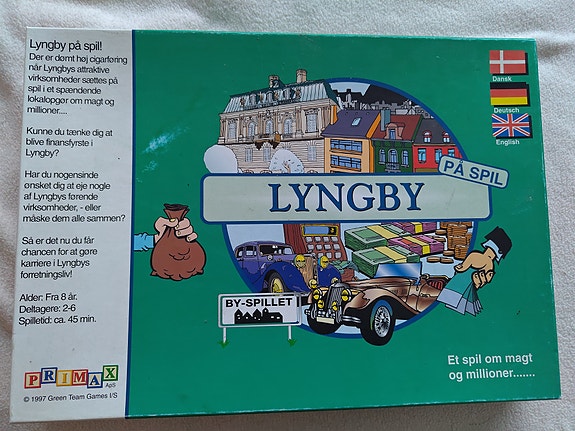 Lyngby på spil!
Der er dømt høj cigarføring
når Lyngbys attraktive
virksomheder sættes på
spil i et spændende
lokalopgør om magt og
millioner....
Kunne du tænke dig at
blive finansfyrste i
Lyngby?
Har du nogensinde
ønsket dig at eje nogle
af Lyngbys førende
virksomheder, - eller
måske dem alle sammen?
Så er det nu du får
chancen for at gøre
karriere i Lyngbys
forretningsliv!
Alder: Fra 8 år.
Deltagere: 2-6
Spilletid: ca. 45 min.
PRIMAX
ApS
© 1997 Green Team Games I/S
Dansk
Deutsch
English
PÅ SPIL
LYNGBY
BY-SPILLET
Et spil om magt
og millioner.......